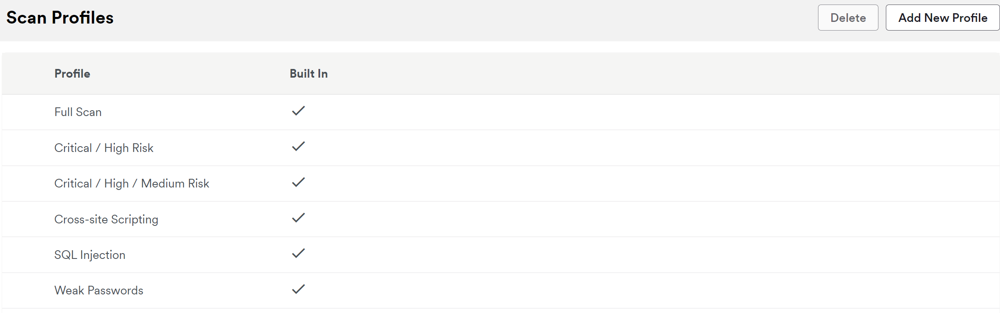 Scan Profiles
Delete
Add New Profile
Profile
Built In
Full Scan
Critical / High Risk
Critical / High / Medium Risk
Cross-site Scripting
SQL Injection
Weak Passwords